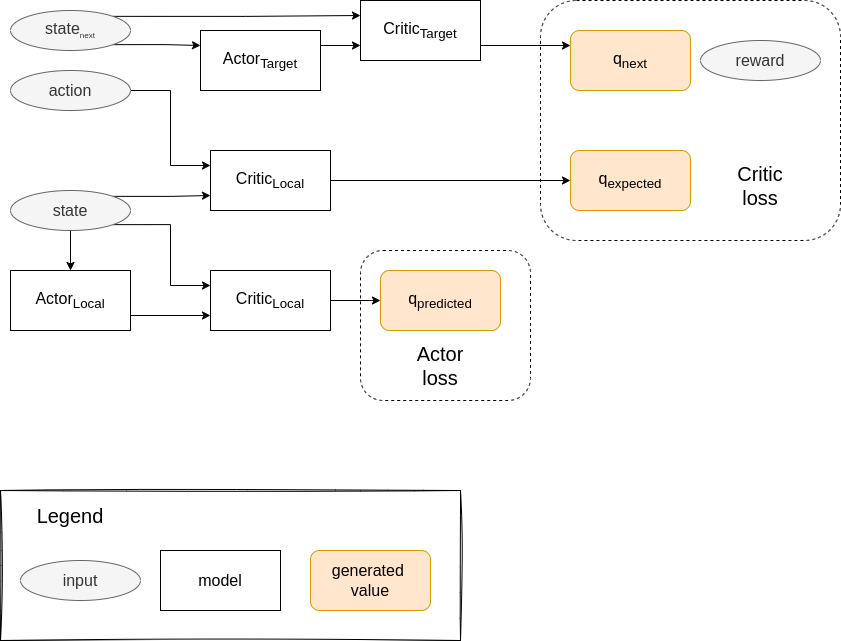 state next
Critic Target
Actor Target
q next
reward
action
Critic Local
q expected
Critic
loss
state
Actor Local
Critic Local
q predicted
Actor
loss
Legend
input
model
generated
value